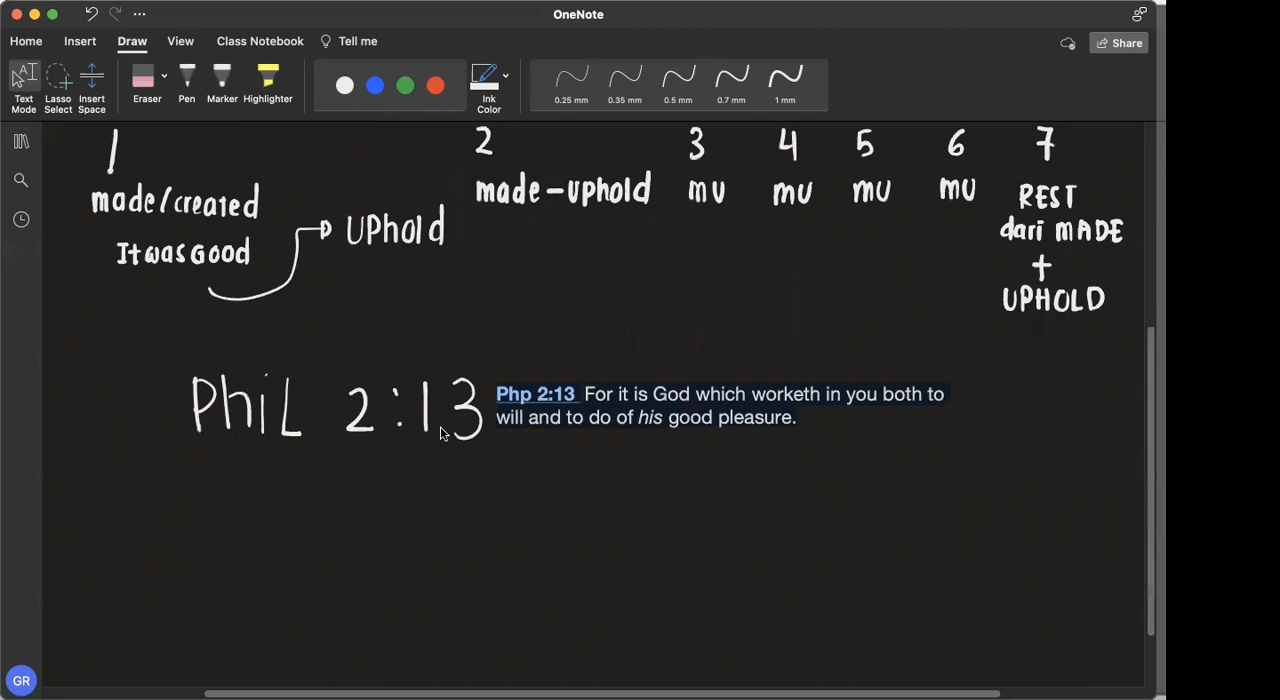 OneNote
Home Insert Draw View Class Notebook Tell me
Share
Text Mode
Lasso Select
Insert Space
Eraser
Pen
Marker
Highlighter
Ink Color
0.25 mm 0.35 mm 0.5 mm 0.7 mm 1 mm
1 2 3 4 5 6 7
made/created
It was Good
UPhold
made-uphold
mu
mu
mu
mu
REST
dari MADE
+
UPHOLD
PhiL 2:13
Php 2:13 For it is God which worketh in you both to
will and to do of his good pleasure.
GR